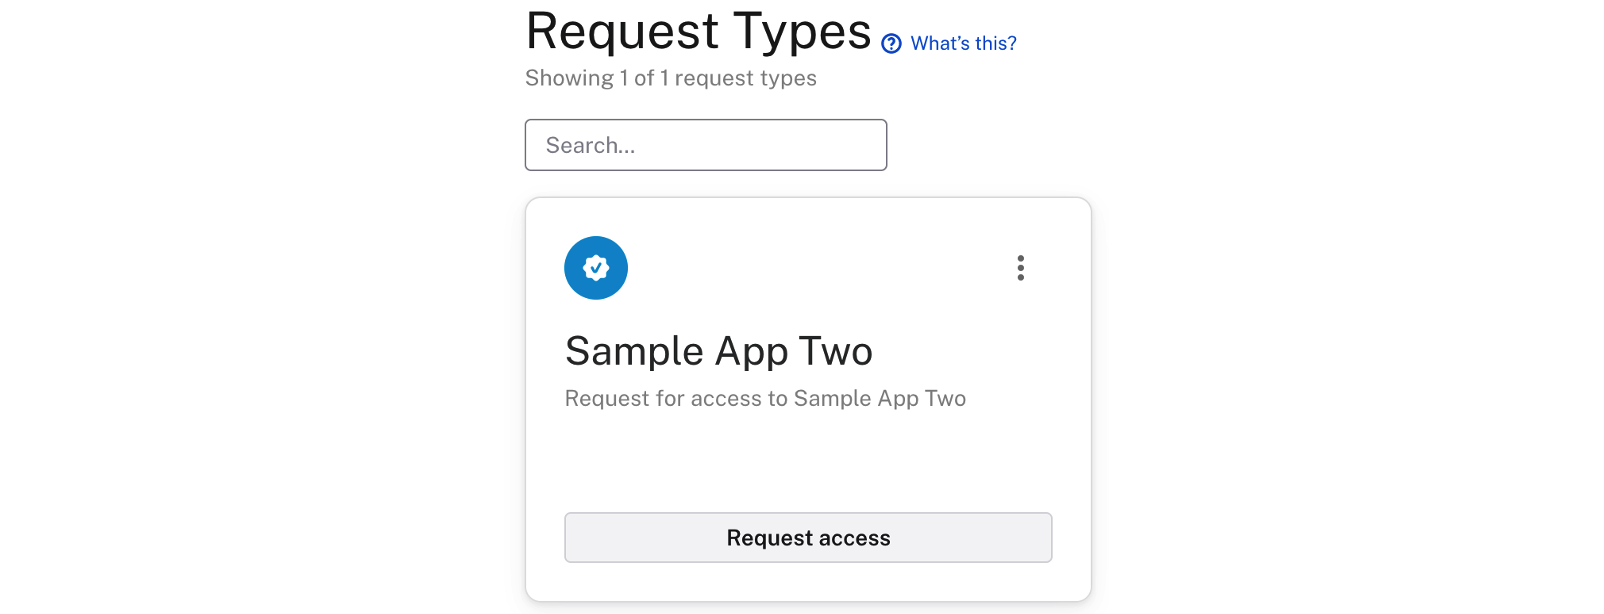 Request Types
What’s this?
Showing 1 of 1 request types
Search...
Sample App Two
Request for access to Sample App Two
Request access